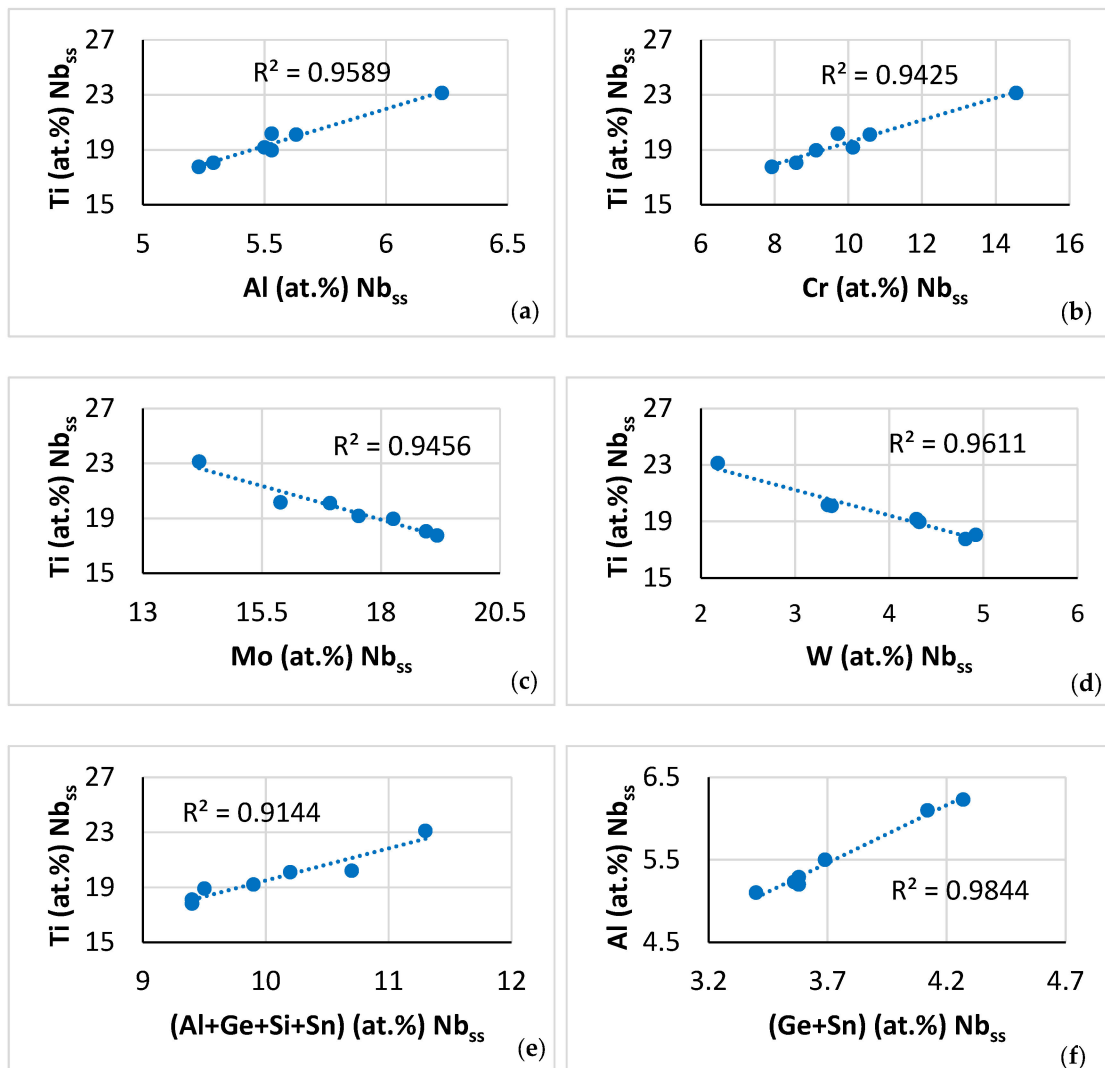 27
23
19
15
Ti (at.%) Nbss
R² = 0.9589
5
5.5
6
6.5
Al (at.%) Nbss
(a)
27
23
19
15
Ti (at.%) Nbss
R² = 0.9425
6
8
10
12
14
16
Cr (at.%) Nbss
(b)
27
23
19
15
Ti (at.%) Nbss
R² = 0.9456
13
15.5
18
20.5
Mo (at.%) Nbss
(c)
27
23
19
15
Ti (at.%) Nbss
R² = 0.9611
2
3
4
5
6
W (at.%) Nbss
(d)
27
23
19
15
Ti (at.%) Nbss
R² = 0.9144
9
10
11
12
(Al+Ge+Si+Sn) (at.%) Nbss
(e)
6.5
5.5
4.5
Al (at.%) Nbss
R² = 0.9844
3.2
3.7
4.2
4.7
(Ge+Sn) (at.%) Nbss
(f)